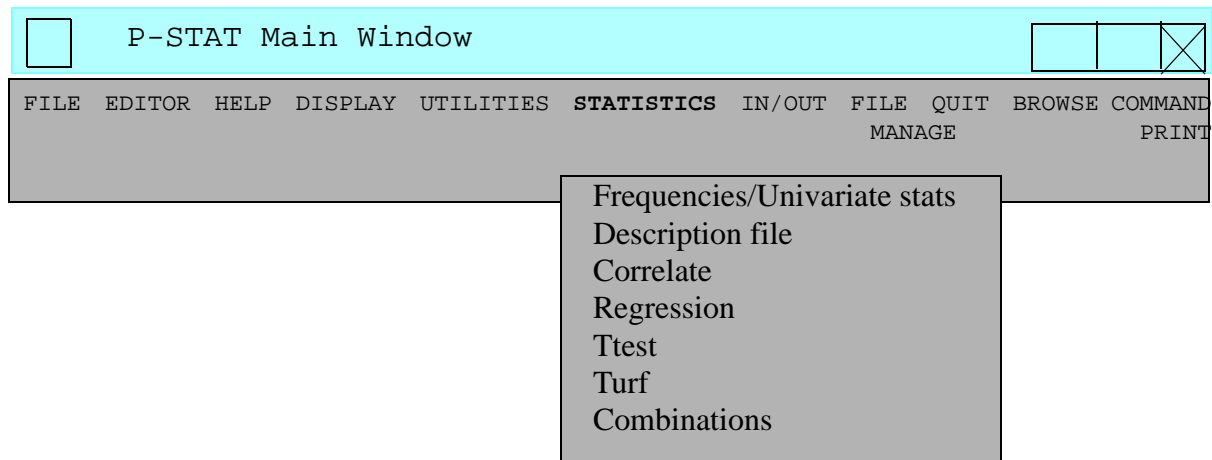 P-STAT Main Window
FILE EDITOR HELP DISPLAY UTILITIES STATISTICS IN/OUT FILE QUIT BROWSE COMMAND
MANAGE PRINT
Frequencies/Univariate stats
Description file
Correlate
Regression
Ttest
Turf
Combinations